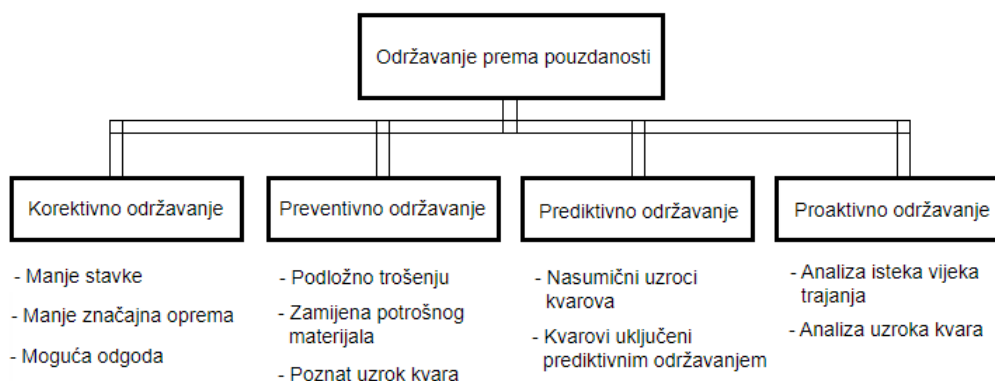 Održavanje prema pouzdanosti
Korektivno održavanje
- Manje stavke
- Manje značajna oprema
- Moguća odgoda
Preventivno održavanje
- Podložno trošenju
- Zamijena potrošnog
materijala
- Poznat uzrok kvara
Prediktivno održavanje
- Nasumični uzroci
kvarova
- Kvarovi uključeni
prediktivnim održavanjem
Proaktivno održavanje
- Analiza isteka vijeka
trajanja
- Analiza uzroka kvara